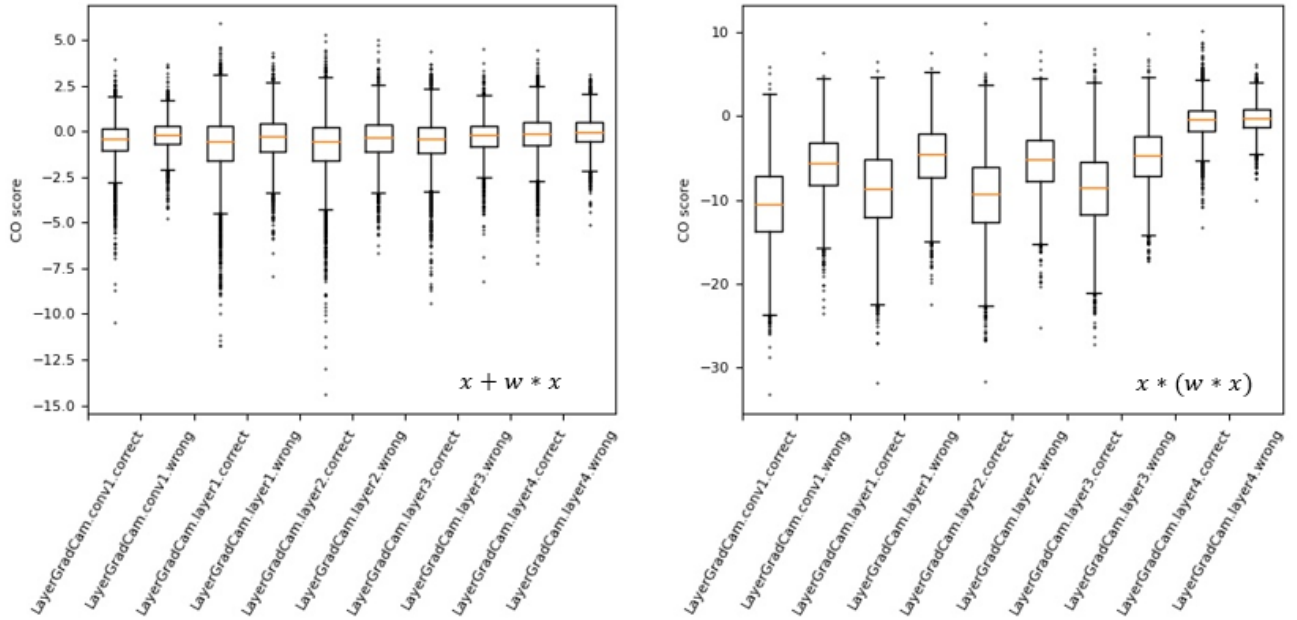 5.0
2.5
0.0
−2.5
−5.0
−7.5
−10.0
−12.5
−15.0
CO score
x + w * x
LayerGradCam.conv1.correct
LayerGradCam.conv1.wrong
LayerGradCam.layer1.correct
LayerGradCam.layer1.wrong
LayerGradCam.layer2.correct
LayerGradCam.layer2.wrong
LayerGradCam.layer3.correct
LayerGradCam.layer3.wrong
LayerGradCam.layer4.correct
LayerGradCam.layer4.wrong
10
0
−10
−20
−30
CO score
x * (w * x)
LayerGradCam.conv1.correct
LayerGradCam.conv1.wrong
LayerGradCam.layer1.correct
LayerGradCam.layer1.wrong
LayerGradCam.layer2.correct
LayerGradCam.layer2.wrong
LayerGradCam.layer3.correct
LayerGradCam.layer3.wrong
LayerGradCam.layer4.correct
LayerGradCam.layer4.wrong